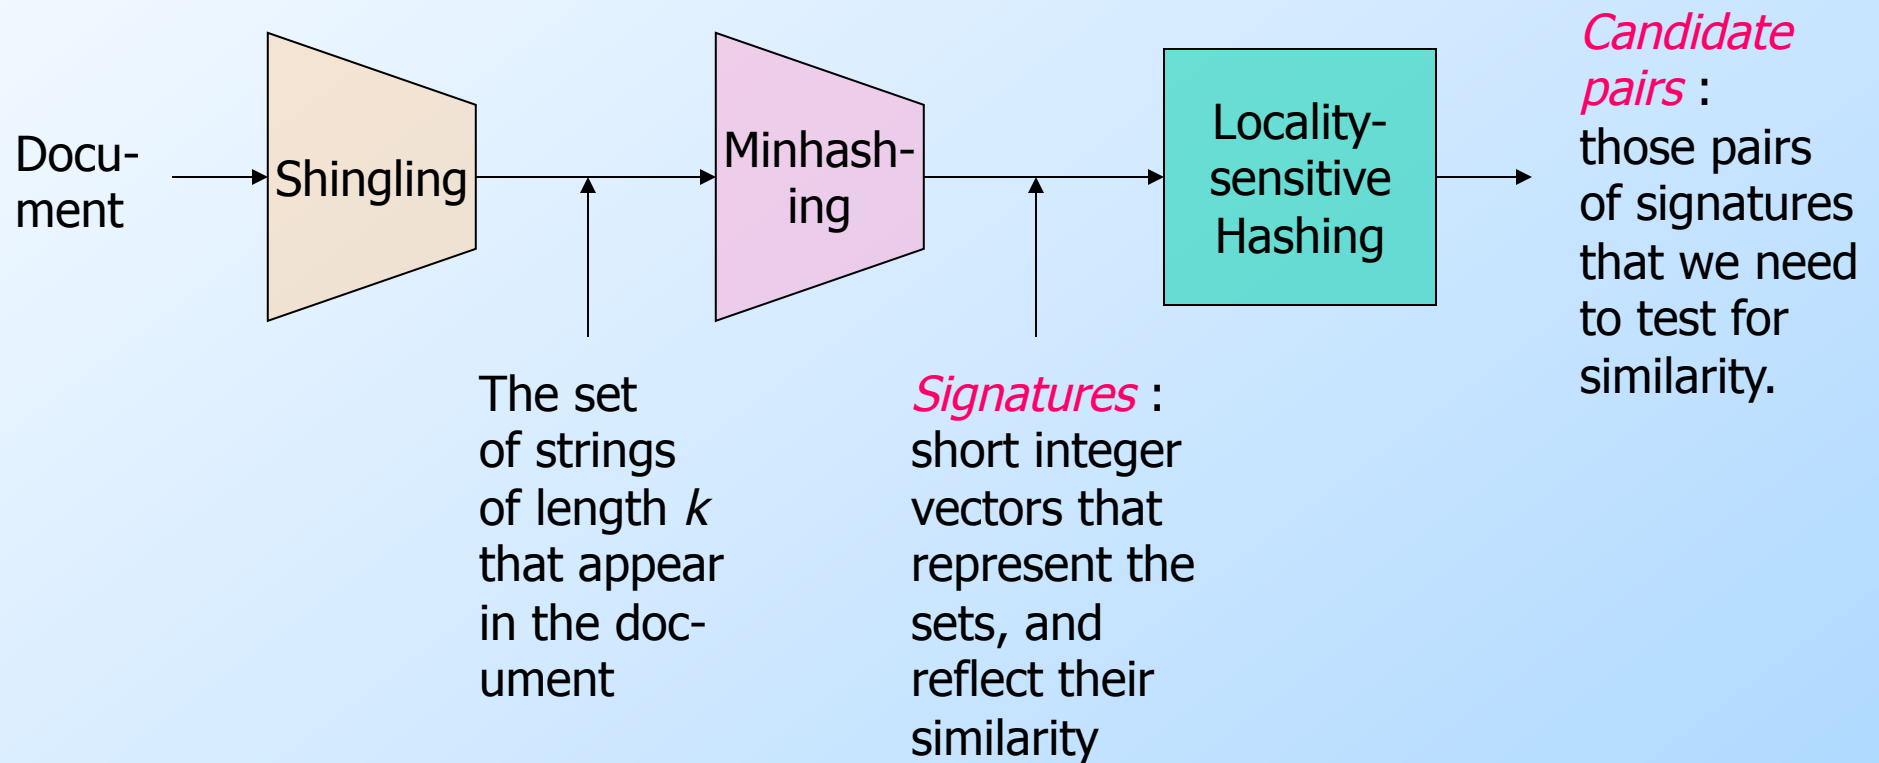 Docu-
ment
Shingling
The set
of strings
of length k
that appear
in the doc-
ument
Minhash-
ing
Signatures :
short integer
vectors that
represent the
sets, and
reflect their
similarity
Locality-
sensitive
Hashing
Candidate
pairs :
those pairs
of signatures
that we need
to test for
similarity.